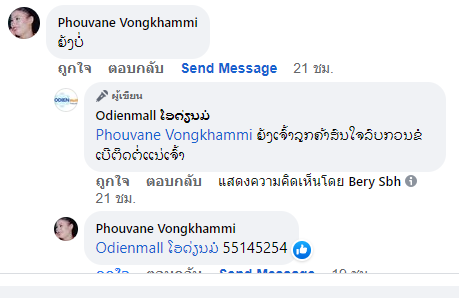 Phouvane Vongkhammi
ຍັງບໍ່
ถูกใจ ตอบกลับ Send Message 21 ชม.
ผู้เขียน
Odienmall ໂອດ່ຽນມໍ
Phouvane Vongkhammi ຍັງເຈົ້າລູກຄ້າສົນໃຈລົບກວນຂໍ
ເບີຕິດຕໍ່ແນ່ເຈົ້າ
ถูกใจ ตอบกลับ แสดงความคิดเห็นโดย Bery Sbh
21 ชม.
Phouvane Vongkhammi
Odienmall ໂອດ່ຽນມໍ 55145254
ถูกใจ ตอบกลับ Send Message 19 ชม.